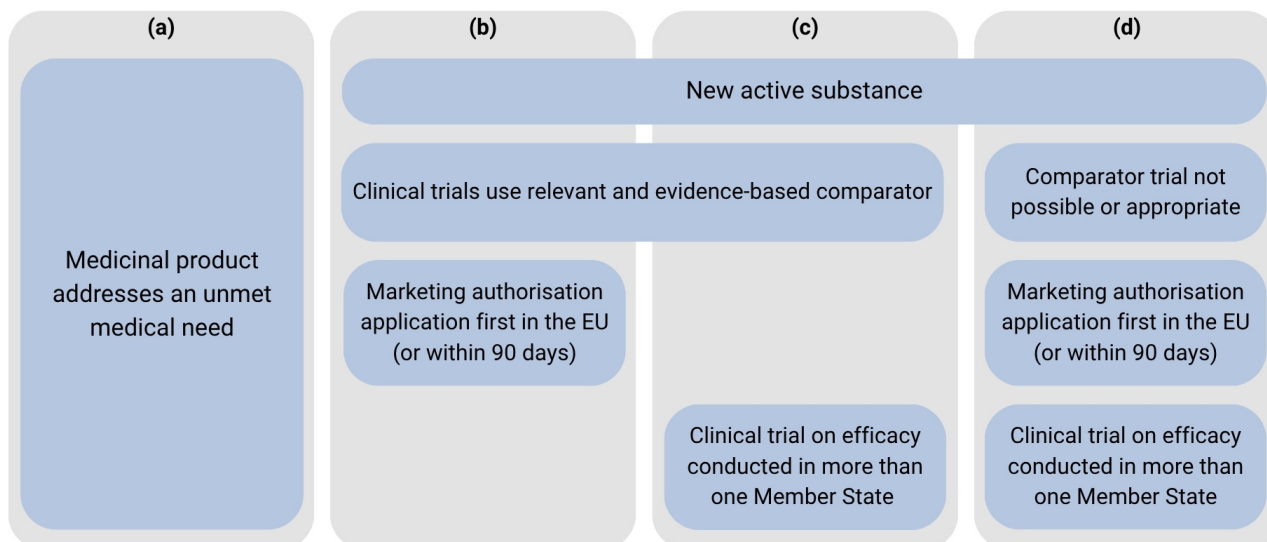 (a)
(b)
(c)
(d)
Medicinal product
addresses an unmet
medical need
New active substance
Clinical trials use relevant and evidence-based comparator
Comparator trial not
possible or appropriate
Marketing authorisation
application first in the EU
(or within 90 days)
Marketing authorisation
application first in the EU
(or within 90 days)
Clinical trial on efficacy
conducted in more than
one Member State
Clinical trial on efficacy
conducted in more than
one Member State